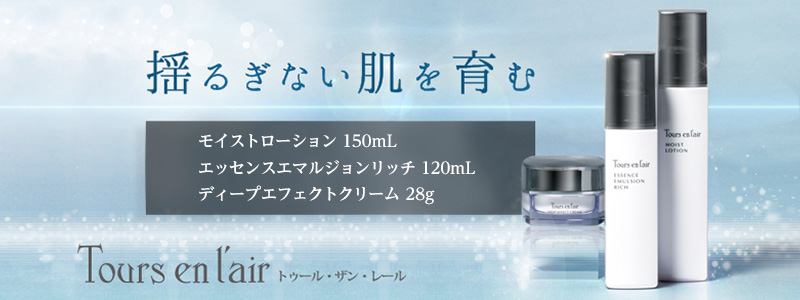 揺るぎない肌を育む
モイストローション 150mL
エッセンスエマルジョンリッチ 120mL
ディープエフェクトクリーム 28g
Tours en l'air トゥール・ザン・レール
Tours en l'air
ESSENCE
EMULSION
RICH
Tours en l'air
MOIST
LOTION